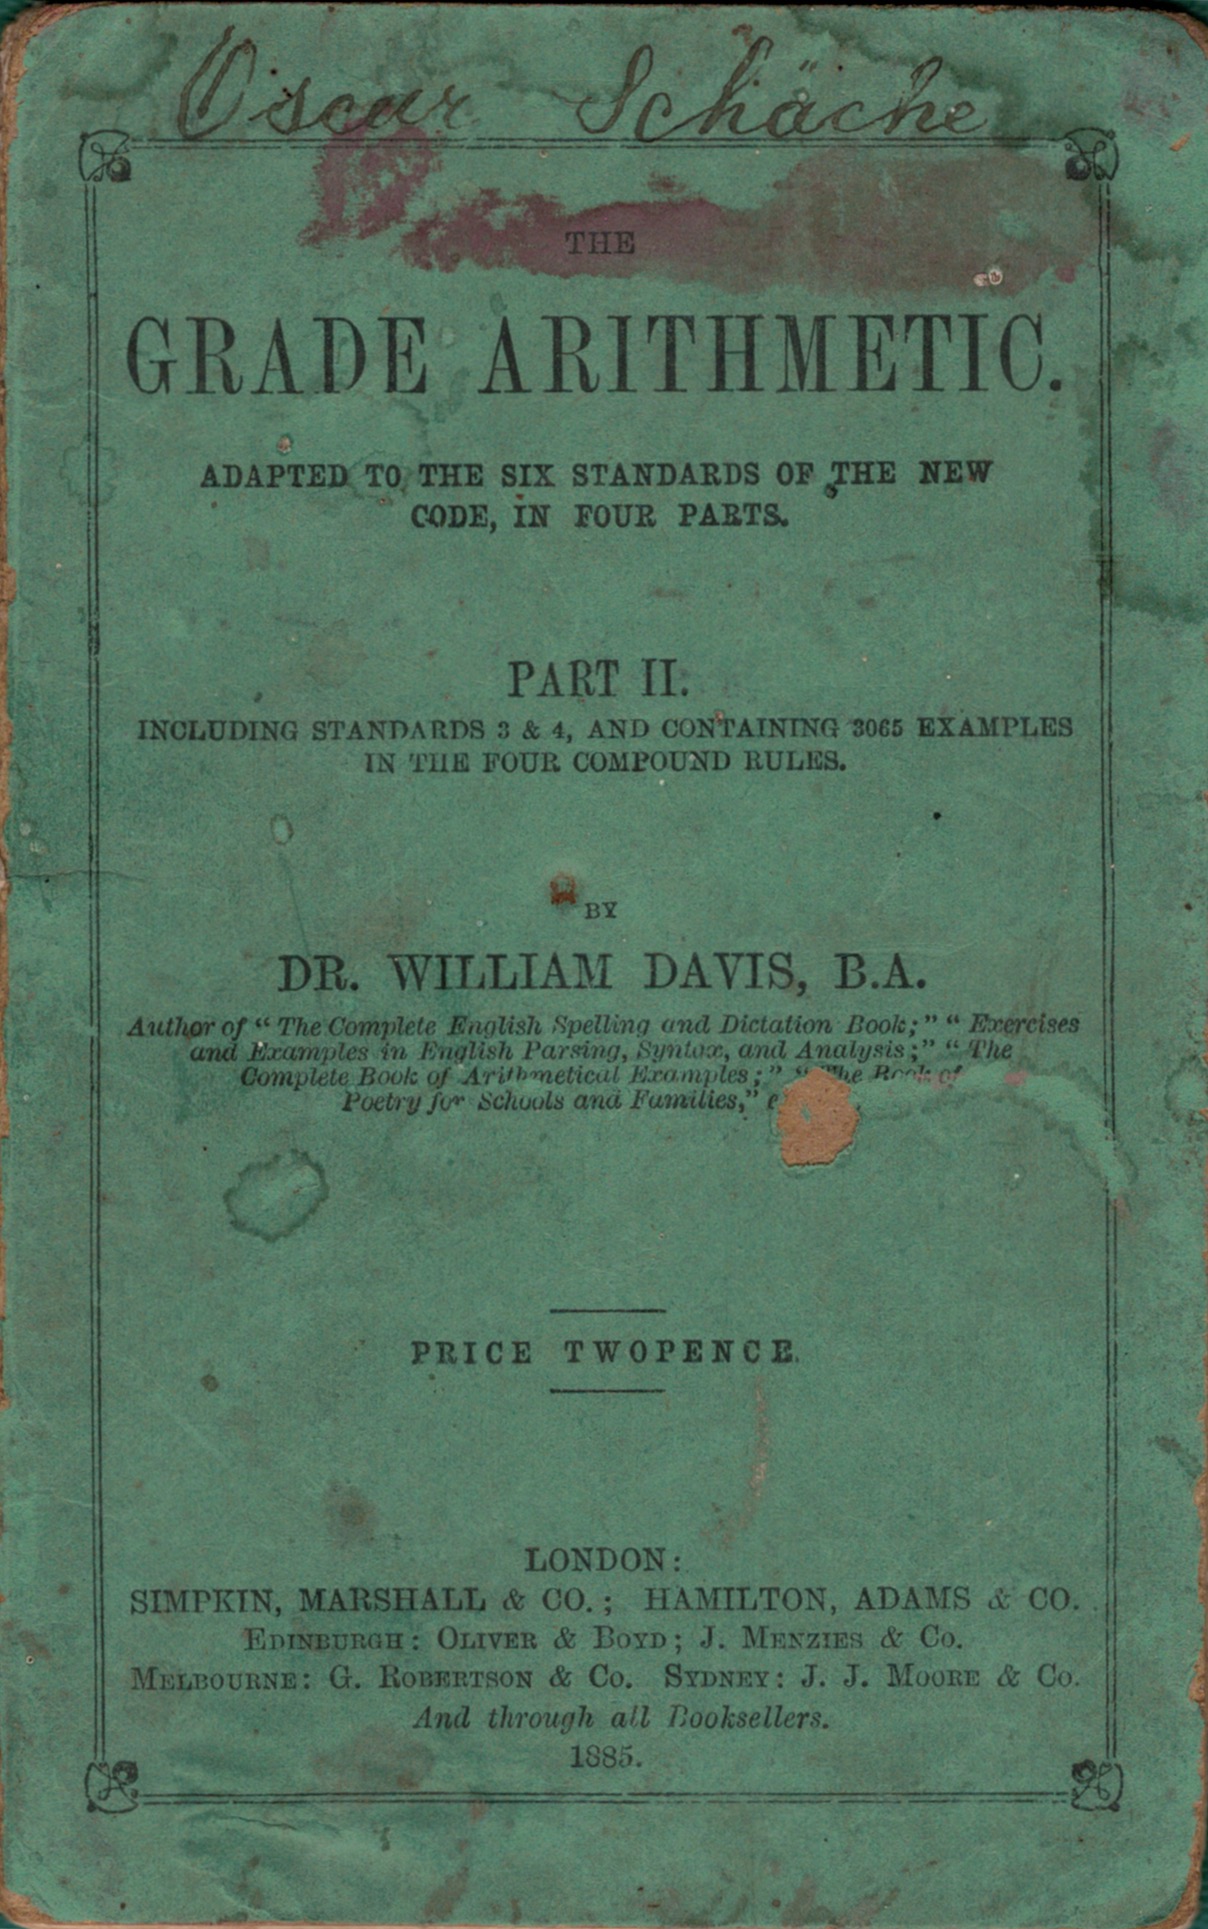 Oscar Schäche
THE
GRADE ARITHMETIC.
ADAPTED TO THE SIX STANDARDS OF THE NEW
CODE, IN FOUR PARTS.
PART II.
INCLUDING STANDARDS 3 & 4, AND CONTAINING 3065 EXAMPLES
IN THE FOUR COMPOUND RULES.
BY
DR. WILLIAM DAVIS, B.A.
Author of “ The Complete English Spelling and Dictation Book;” “ Exercises
and Examples in English Parsing, Syntax, and Analysis;” “ The
Complete Book of Arithmetical Examples;” “ The Book of
Poetry for Schools and Families,”
PRICE TWOPENCE.
LONDON:
SIMPKIN, MARSHALL & CO.; HAMILTON, ADAMS & CO.
EDINBURGH: OLIVER & BOYD; J. MENZIES & CO.
MELBOURNE: G. ROBERTSON & CO. SYDNEY: J. J. MOORE & CO.
And through all Booksellers.
1885.